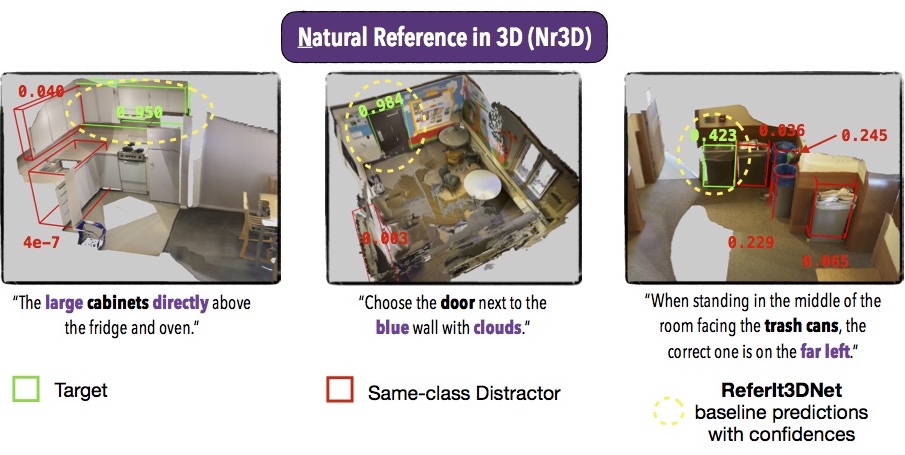 Natural Reference in 3D (Nr3D)
0.040
0.950
4e-7
0.984
0.003
0.423
0.036
0.245
0.229
0.065
"The large cabinets directly above
the fridge and oven."
"Choose the door next to the
blue wall with clouds."
"When standing in the middle of the
room facing the trash cans, the
correct one is on the far left."
Target
Same-class Distractor
ReferIt3DNet
baseline predictions
with confidences